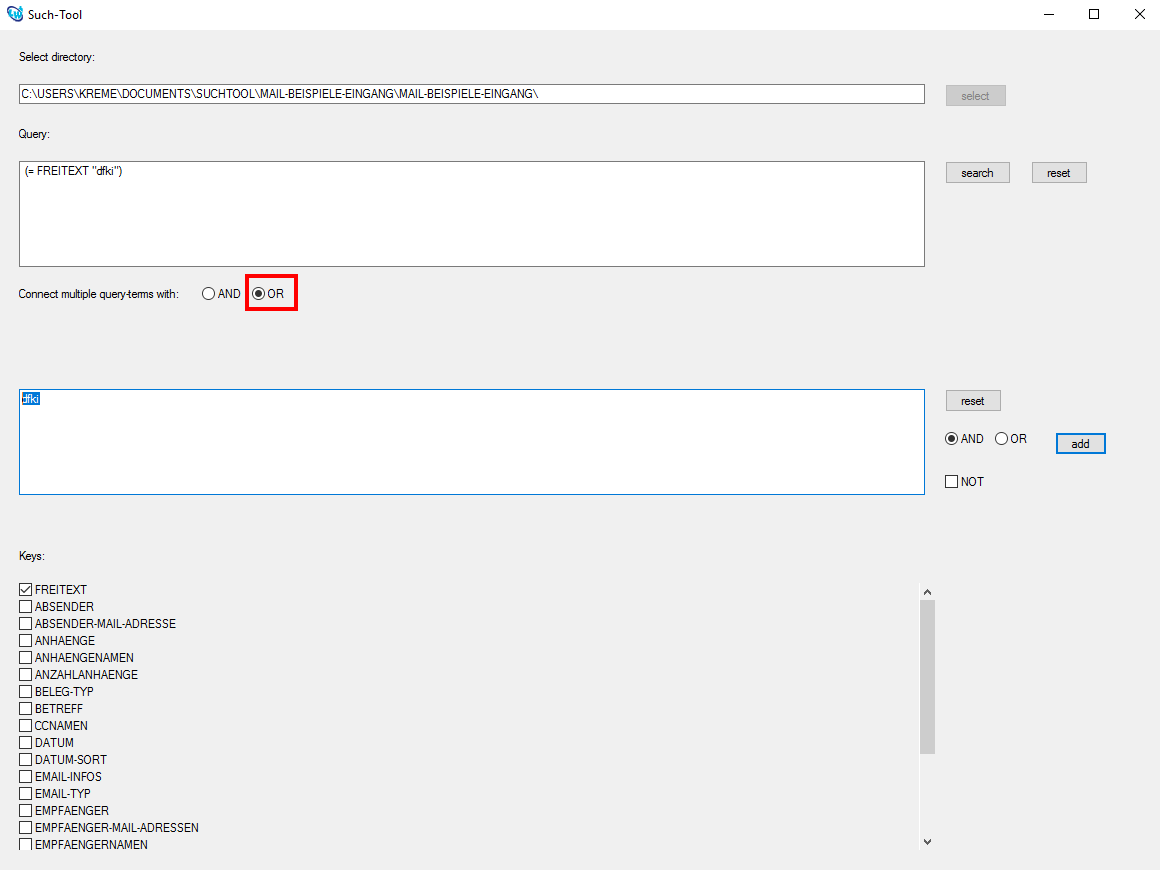 Such-Tool
Select directory:
C:\USERS\KREME\DOCUMENTS\SUCHTOOL\MAIL-BEISPIELE-EINGANG\MAIL-BEISPIELE-EINGANG\
select
Query:
(= FREITEXT "dfki")
search
reset
Connect multiple query-terms with:
AND
OR
dfki
reset
AND
OR
add
NOT
Keys:
FREITEXT
ABSENDER
ABSENDER-MAIL-ADRESSE
ANHAENGE
ANHAENGENAMEN
ANZAHLANHAENGE
BELEG-TYP
BETREFF
CCNAMEN
DATUM
DATUM-SORT
EMAIL-INFOS
EMAIL-TYP
EMPFAENGER
EMPFAENGER-MAIL-ADRESSEN
EMPFAENGERNAMEN